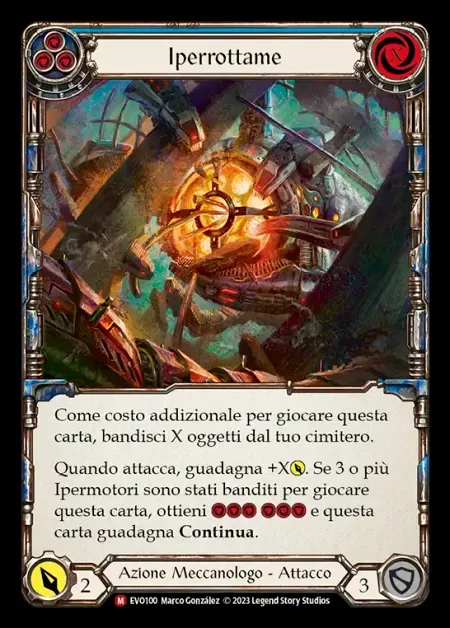 Iperrottame
X
Come costo addizionale per giocare questa
carta, bandisci X oggetti dal tuo cimitero.
Quando attacca, guadagna +X. Se 3 o più
Ipermotori sono stati banditi per giocare
questa carta, ottieni e questa
carta guadagna Continua.
2
Azione Meccanologo - Attacco
3
M EVO100 Marco González © 2023 Legend Story Studios